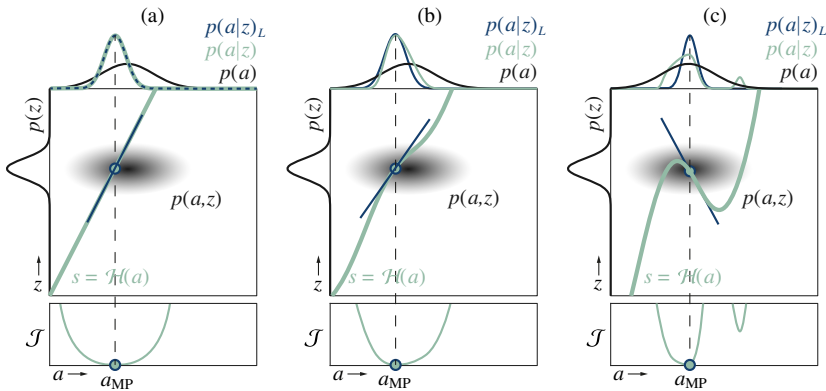 (a)
p(a|z)_L
p(a|z)
p(a)
p(z)
p(a,z)
z →
s = ℋ(a)
𝒥
a →
a_MP
(b)
p(a|z)_L
p(a|z)
p(a)
p(z)
p(a,z)
z →
s = ℋ(a)
𝒥
a →
a_MP
(c)
p(a|z)_L
p(a|z)
p(a)
p(z)
p(a,z)
z →
s = ℋ(a)
𝒥
a →
a_MP